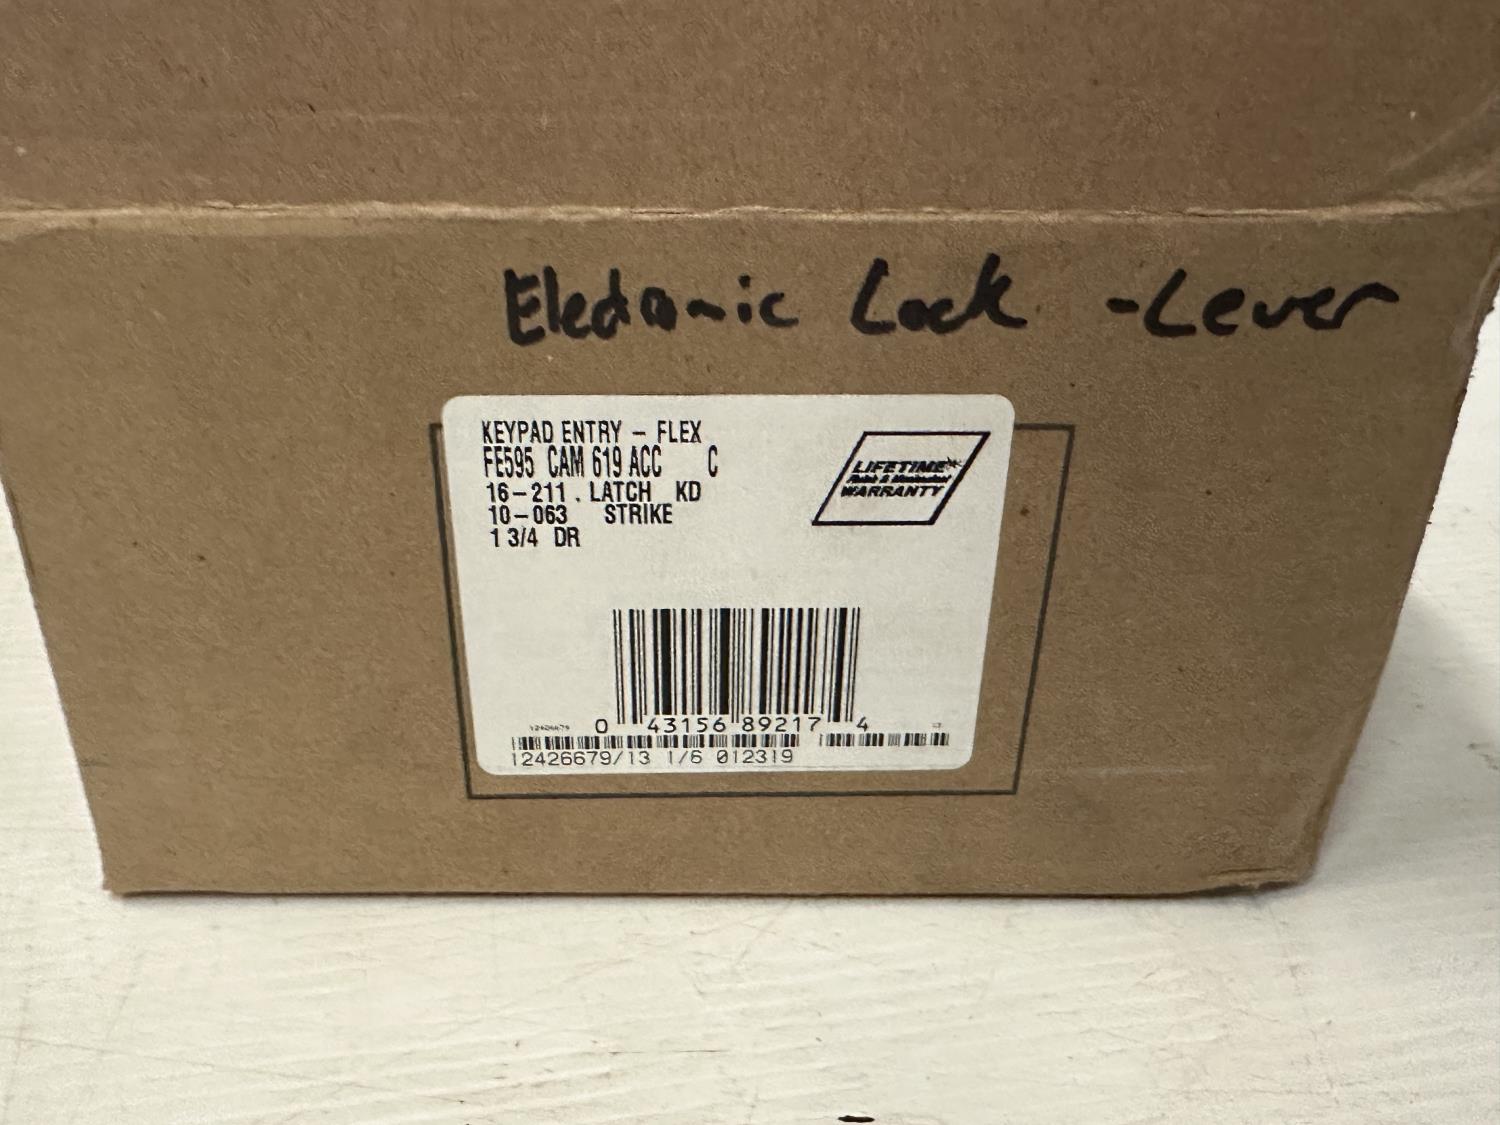 Electronic Lock - Lever
KEYPAD ENTRY - FLEX
FE595 CAM 619 ACC C
16-211 . LATCH KD
10-063 STRIKE
1 3/4 DR
LIFETIME
WARRANTY
0 43156 89217 4
12426679/13 1/6 012319